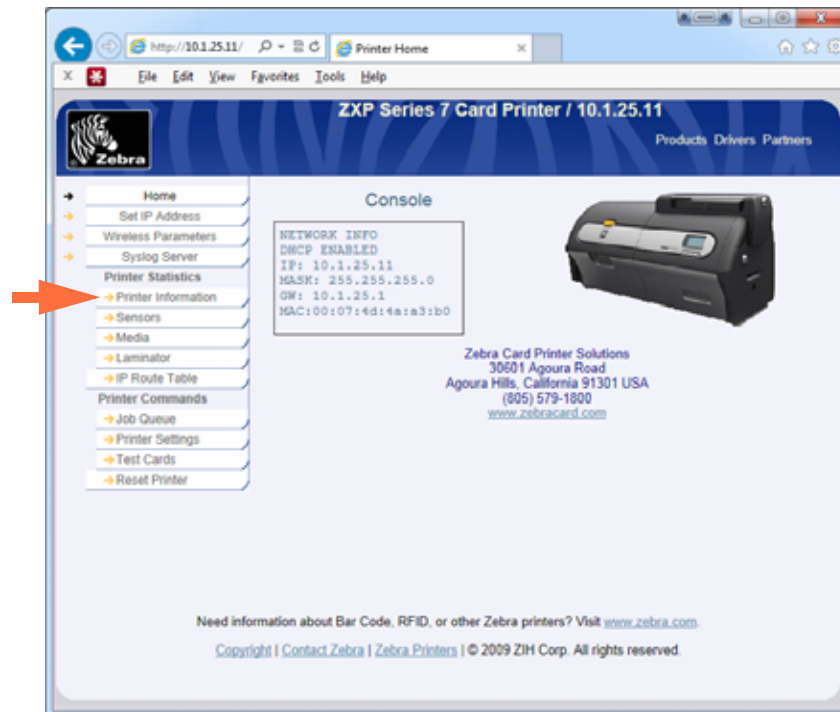 http://10.1.25.11/
Printer Home
X File Edit View Favorites Tools Help
ZXP Series 7 Card Printer / 10.1.25.11
Products Drivers Partners
Zebra
Home
Set IP Address
Wireless Parameters
Syslog Server
Printer Statistics
Printer Information
Sensors
Media
Laminator
IP Route Table
Printer Commands
Job Queue
Printer Settings
Test Cards
Reset Printer
Console
NETWORK INFO
DHCP ENABLED
IP: 10.1.25.11
MASK: 255.255.255.0
GW: 10.1.25.1
MAC:00:07:4d:4a:a3:b0
Zebra Card Printer Solutions
30601 Agoura Road
Agoura Hills, California 91301 USA
(805) 579-1800
www.zebracard.com
Need information about Bar Code, RFID, or other Zebra printers? Visit www.zebra.com.
Copyright | Contact Zebra | Zebra Printers | © 2009 ZIH Corp. All rights reserved.